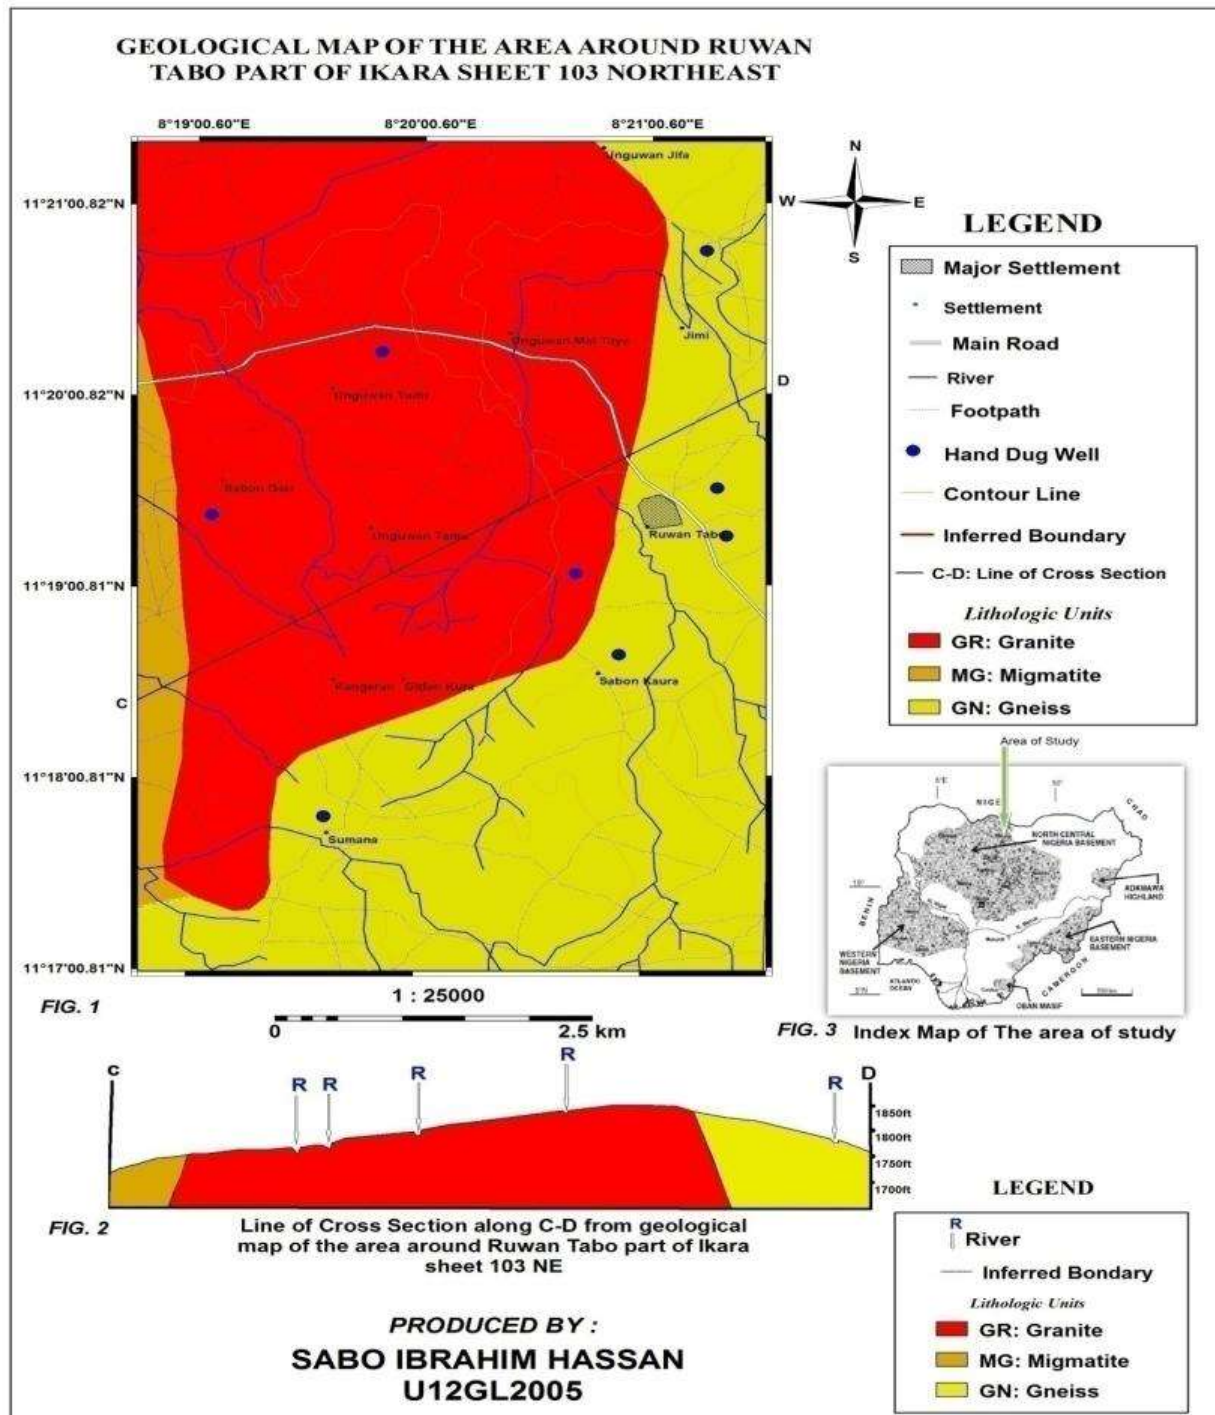 GEOLOGICAL MAP OF THE AREA AROUND RUWAN
TABO PART OF IKARA SHEET 103 NORTHEAST
8°19'00.60"E
8°20'00.60"E
8°21'00.60"E
11°21'00.82"N
11°20'00.82"N
11°19'00.81"N
11°18'00.81"N
11°17'00.81"N
Unguwan Jifa
Jimi
Ruwan Tabo
Sabon Kaura
Gidan Kura
Sumana
C
D
N
W
E
S
LEGEND
Major Settlement
Settlement
Main Road
River
Footpath
Hand Dug Well
Contour Line
Inferred Boundary
C-D: Line of Cross Section
Lithologic Units
GR: Granite
MG: Migmatite
GN: Gneiss
Area of Study
NIGE
CHAD
NORTH CENTRAL
NIGERIA BASEMENT
ADAMAWA
HIGHLAND
BENIN
EASTERN NIGERIA
BASEMENT
WESTERN
NIGERIA
BASEMENT
CAMEROON
OBAN MASIF
FIG. 3 Index Map of The area of study
FIG. 1
1 : 25000
0
2.5 km
C
R
R
R
R
R
D
1850ft
1800ft
1750ft
1700ft
FIG. 2
Line of Cross Section along C-D from geological
map of the area around Ruwan Tabo part of Ikara
sheet 103 NE
LEGEND
R
River
Inferred Bondary
Lithologic Units
GR: Granite
MG: Migmatite
GN: Gneiss
PRODUCED BY :
SABO IBRAHIM HASSAN
U12GL2005